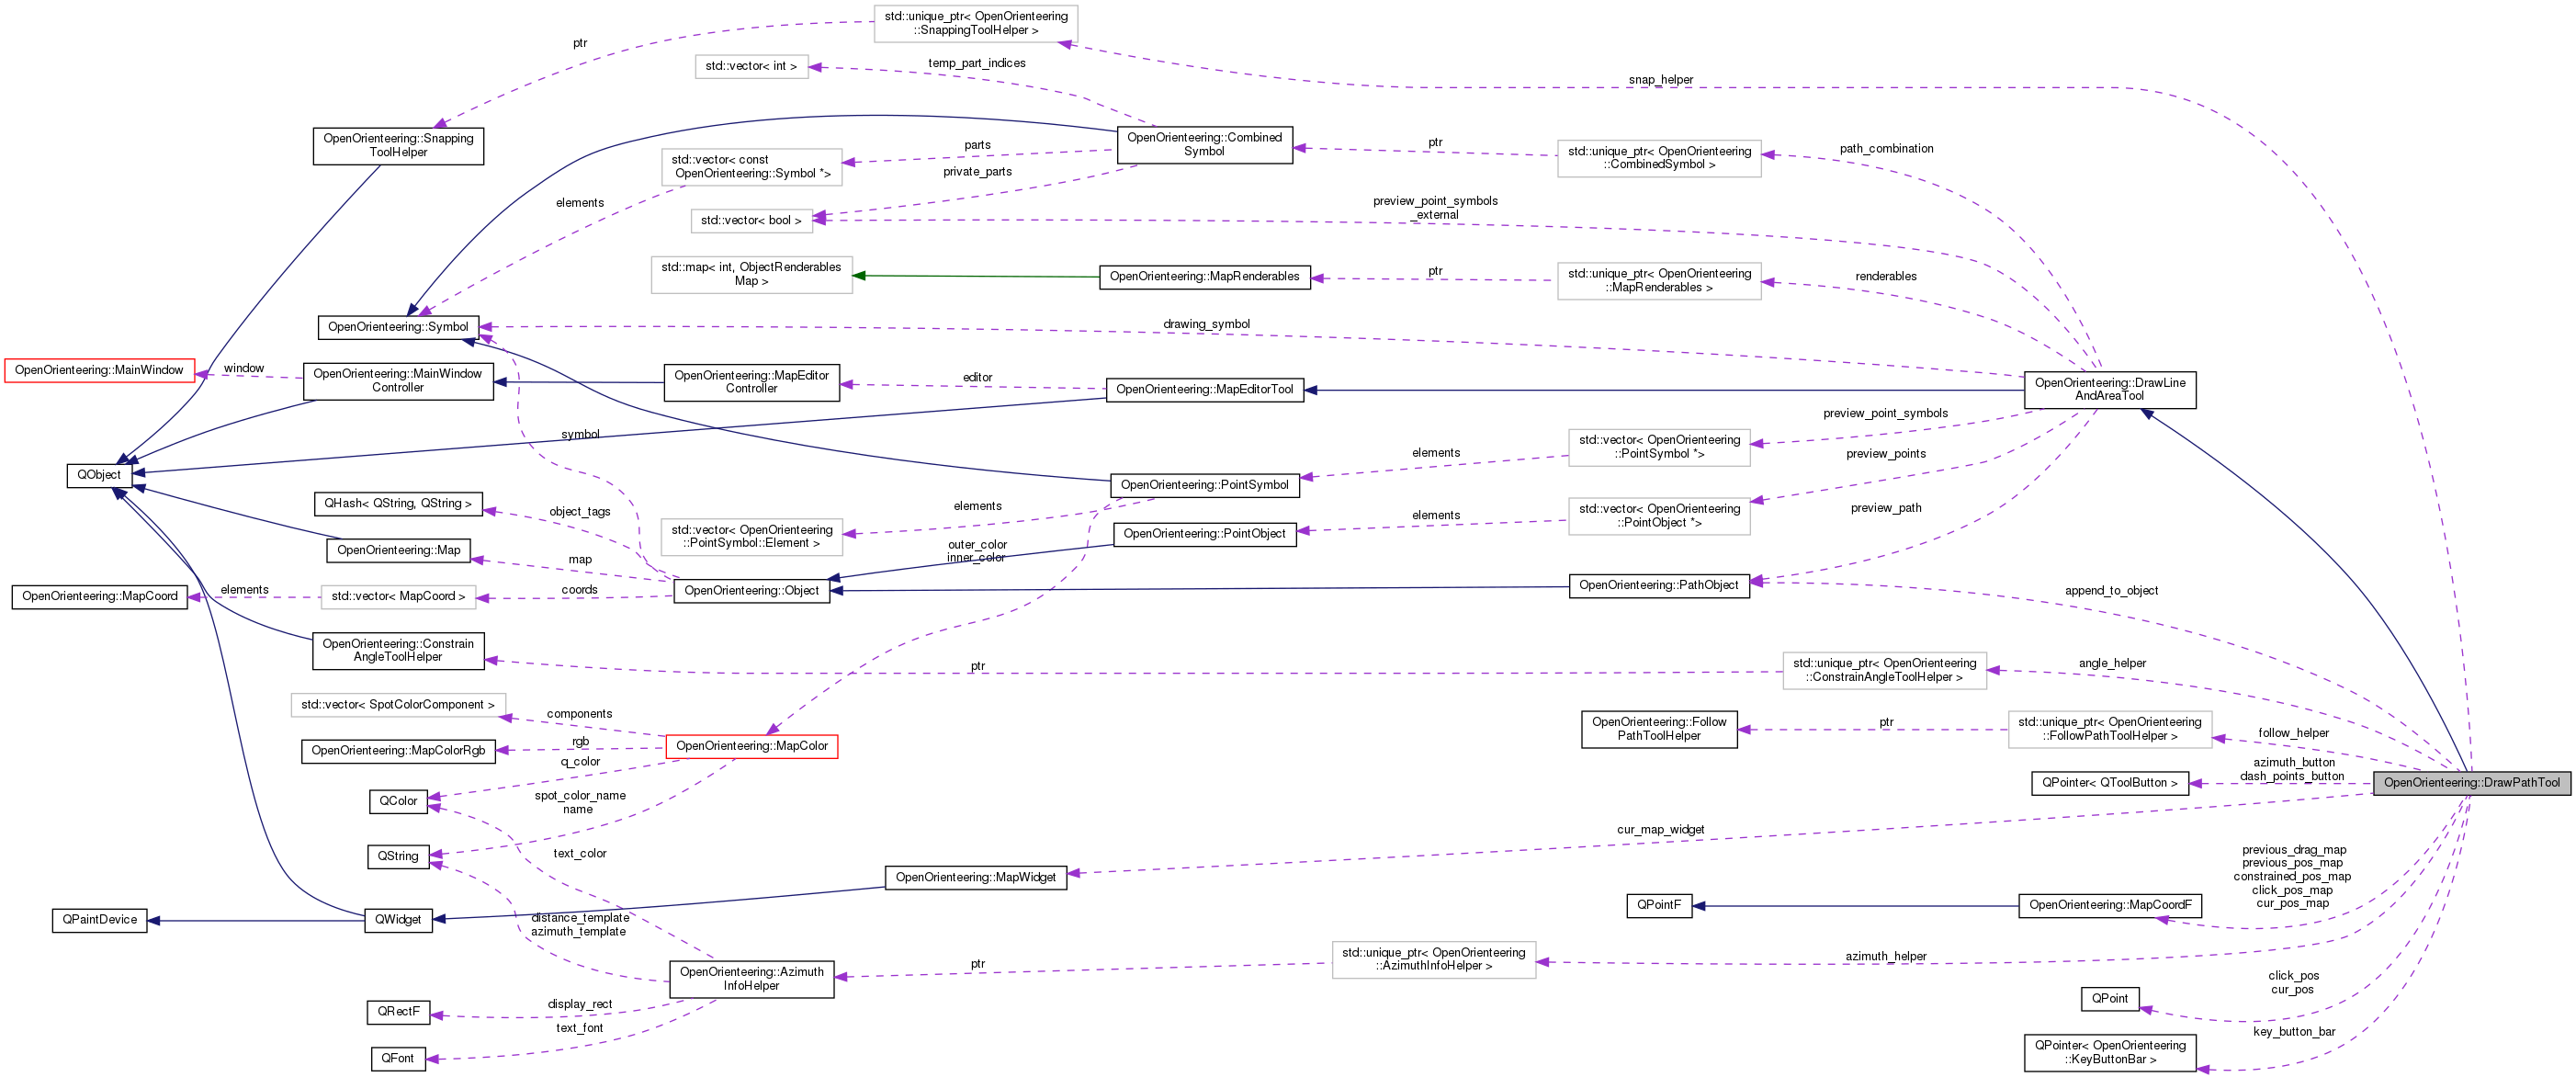 std::unique_ptr< OpenOrienteering
::SnappingToolHelper >
ptr
std::vector< int >
temp_part_indices
snap_helper
OpenOrienteering::Snapping
ToolHelper
OpenOrienteering::Combined
Symbol
ptr
std::unique_ptr< OpenOrienteering
::CombinedSymbol >
path_combination
std::vector< const
OpenOrienteering::Symbol *>
parts
private_parts
elements
std::vector< bool >
preview_point_symbols
_external
std::map< int, ObjectRenderables
Map >
OpenOrienteering::MapRenderables
ptr
std::unique_ptr< OpenOrienteering
::MapRenderables >
renderables
OpenOrienteering::Symbol
drawing_symbol
OpenOrienteering::MainWindow
window
OpenOrienteering::MainWindow
Controller
OpenOrienteering::MapEditor
Controller
editor
OpenOrienteering::MapEditorTool
OpenOrienteering::DrawLine
AndAreaTool
symbol
preview_point_symbols
std::vector< OpenOrienteering
::PointSymbol *>
elements
preview_points
QObject
OpenOrienteering::PointSymbol
QHash< QString, QString >
object_tags
elements
std::vector< OpenOrienteering
::PointSymbol::Element >
OpenOrienteering::PointObject
elements
std::vector< OpenOrienteering
::PointObject *>
preview_path
OpenOrienteering::Map
map
outer_color
inner_color
OpenOrienteering::MapCoord
elements
std::vector< MapCoord >
coords
OpenOrienteering::Object
OpenOrienteering::PathObject
append_to_object
OpenOrienteering::Constrain
AngleToolHelper
ptr
std::unique_ptr< OpenOrienteering
::ConstrainAngleToolHelper >
angle_helper
std::vector< SpotColorComponent >
components
OpenOrienteering::MapColorRgb
rgb
OpenOrienteering::MapColor
q_color
OpenOrienteering::Follow
PathToolHelper
ptr
std::unique_ptr< OpenOrienteering
::FollowPathToolHelper >
follow_helper
QPointer< QToolButton >
azimuth_button
dash_points_button
OpenOrienteering::DrawPathTool
QColor
spot_color_name
name
cur_map_widget
QString
text_color
OpenOrienteering::MapWidget
previous_drag_map
previous_pos_map
constrained_pos_map
click_pos_map
cur_pos_map
QPaintDevice
QWidget
distance_template
azimuth_template
QPointF
OpenOrienteering::MapCoordF
OpenOrienteering::Azimuth
InfoHelper
ptr
std::unique_ptr< OpenOrienteering
::AzimuthInfoHelper >
azimuth_helper
QRectF
display_rect
QPoint
click_pos
cur_pos
QFont
text_font
QPointer< OpenOrienteering
::KeyButtonBar >
key_button_bar